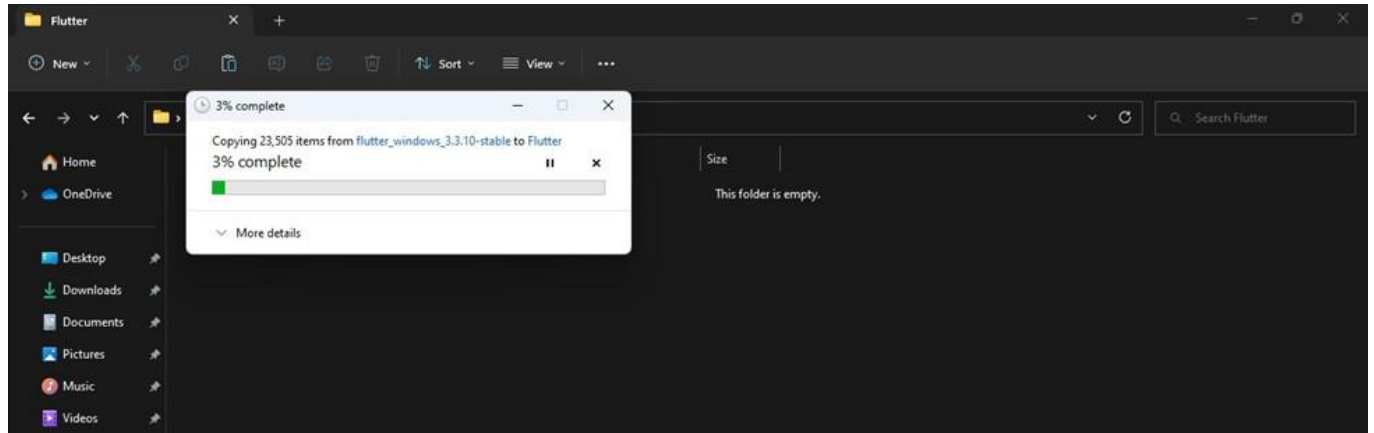 Flutter
New
Sort
View
3% complete
Copying 23,505 items from flutter_windows_3.3.10-stable to Flutter
3% complete
More details
Search Flutter
Home
OneDrive
Size
This folder is empty.
Desktop
Downloads
Documents
Pictures
Music
Videos